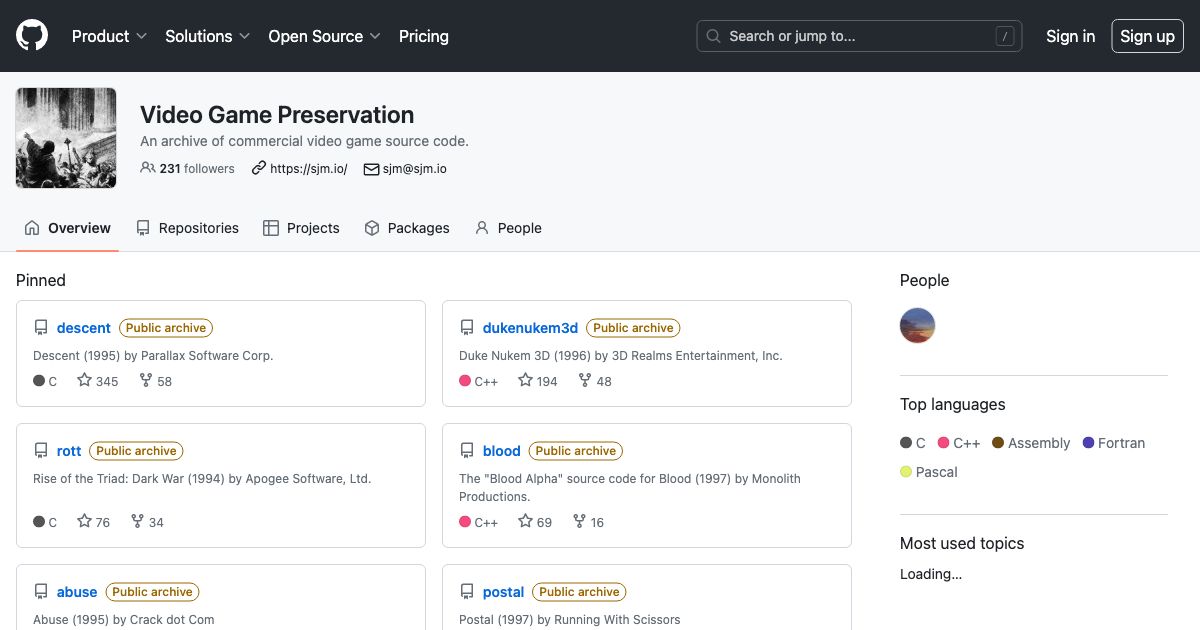 Product Solutions Open Source Pricing Search or jump to... / Sign in Sign up
Video Game Preservation
An archive of commercial video game source code.
231 followers https://sjm.io/ sjm@sjm.io
Overview Repositories Projects Packages People
Pinned
descent Public archive
Descent (1995) by Parallax Software Corp.
C 345 58
dukenukem3d Public archive
Duke Nukem 3D (1996) by 3D Realms Entertainment, Inc.
C++ 194 48
rott Public archive
Rise of the Triad: Dark War (1994) by Apogee Software, Ltd.
C 76 34
blood Public archive
The "Blood Alpha" source code for Blood (1997) by Monolith
Productions.
C++ 69 16
abuse Public archive
Abuse (1995) by Crack dot Com
postal Public archive
Postal (1997) by Running With Scissors
People
Top languages
C C++ Assembly Fortran
Pascal
Most used topics
Loading...